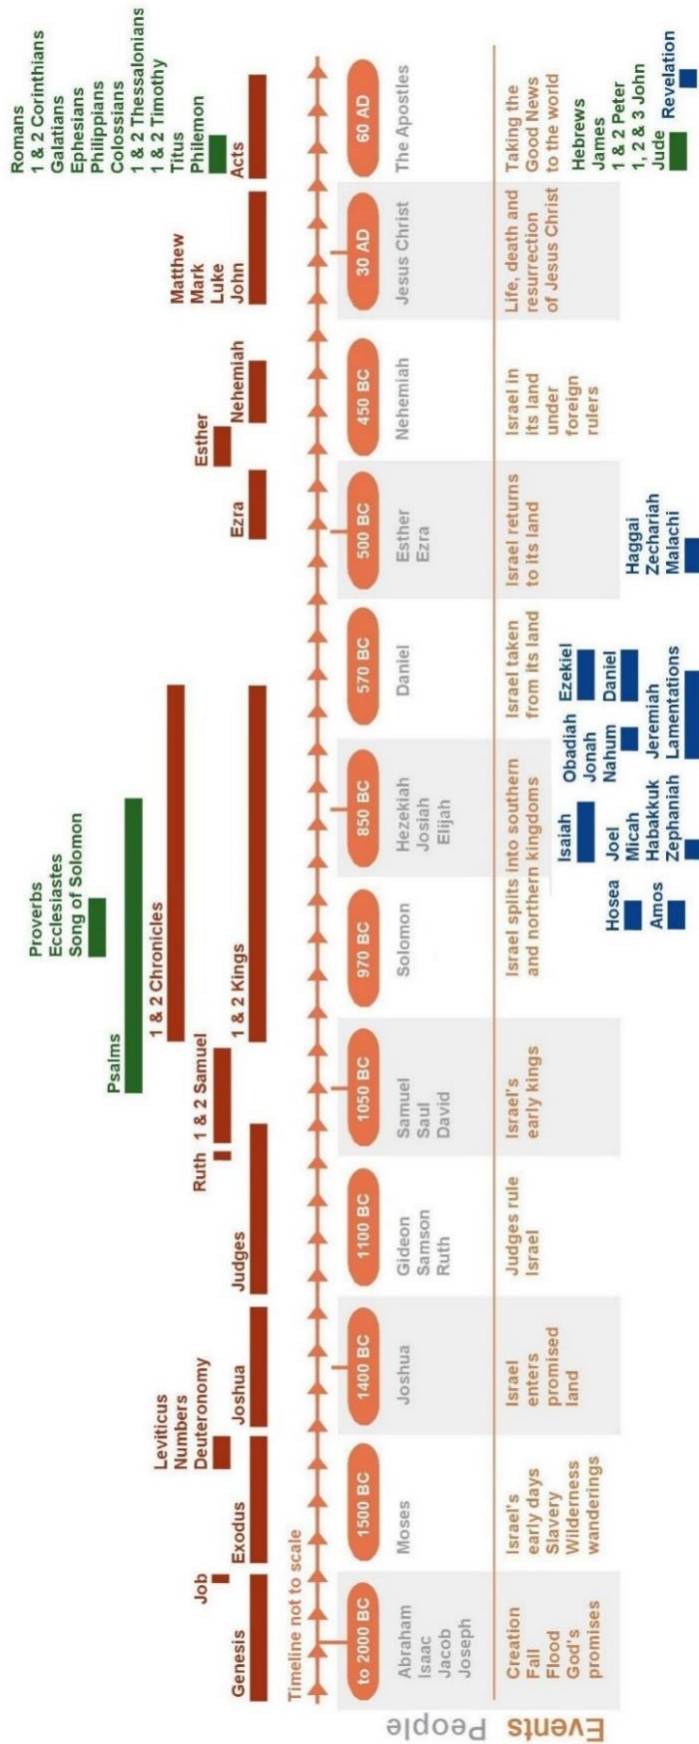 Romans
1 & 2 Corinthians
Galatians
Ephesians
Philippians
Colossians
1 & 2 Thessalonians
1 & 2 Timothy
Titus
Philemon
Proverbs
Ecclesiastes
Song of Solomon
Psalms
1 & 2 Chronicles
Leviticus
Numbers
Deuteronomy
Matthew
Mark
Luke
John
Job
Ruth
1 & 2 Samuel
Esther
Genesis
Exodus
Joshua
Judges
1 & 2 Kings
Ezra
Nehemiah
Acts
Timeline not to scale
to 2000 BC
1500 BC
1400 BC
1100 BC
1050 BC
970 BC
850 BC
570 BC
500 BC
450 BC
30 AD
60 AD
People
Abraham
Isaac
Jacob
Joseph
Moses
Joshua
Gideon
Samson
Ruth
Samuel
Saul
David
Solomon
Hezekiah
Josiah
Elijah
Daniel
Esther
Ezra
Nehemiah
Jesus Christ
The Apostles
Events
Creation
Fall
Flood
God's
promises
Israel's
early days
Slavery
Wilderness
wanderings
Israel
enters
promised
land
Judges rule
Israel
Israel's
early kings
Israel splits into southern
and northern kingdoms
Israel taken
from its land
Israel returns
to its land
Israel in
its land
under
foreign
rulers
Life, death and
resurrection
of Jesus Christ
Taking the
Good News
to the world
Hosea
Amos
Isaiah
Joel
Micah
Habakkuk
Zephaniah
Obadiah
Jonah
Nahum
Jeremiah
Lamentations
Ezekiel
Daniel
Haggai
Zechariah
Malachi
Hebrews
James
1 & 2 Peter
1, 2 & 3 John
Jude
Revelation